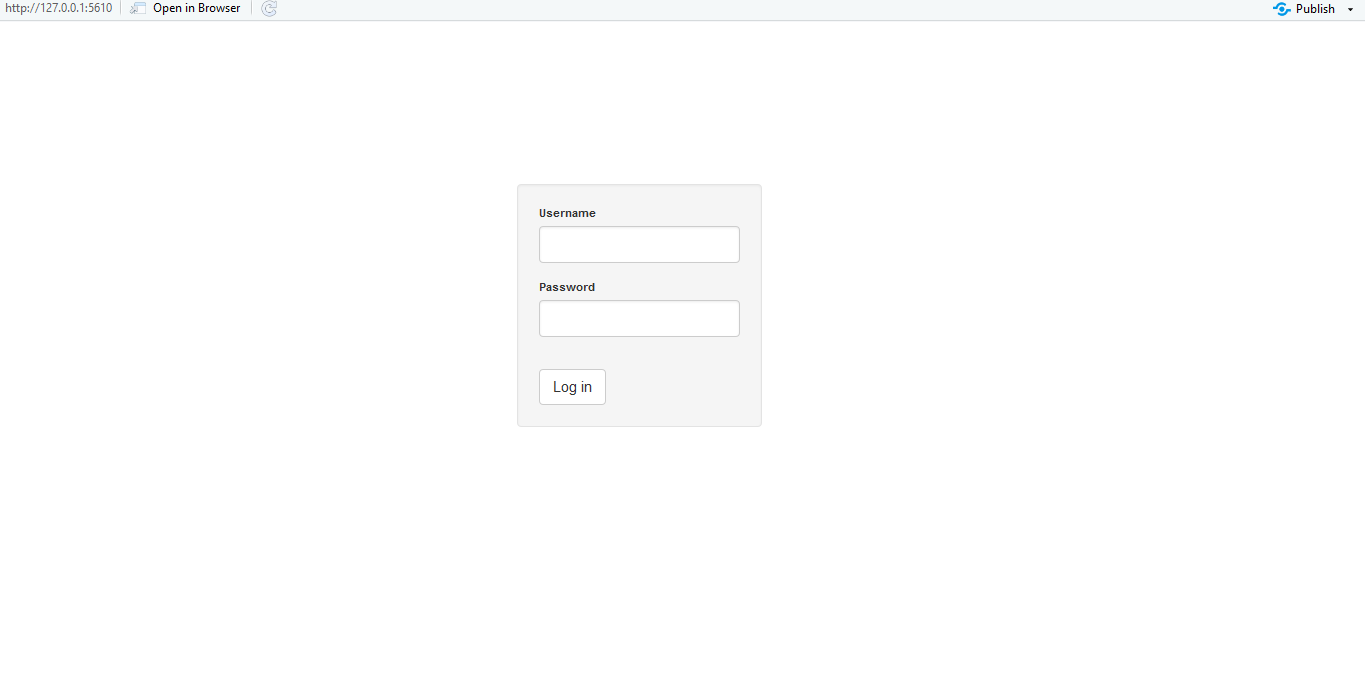 http://127.0.0.1:5610 Open in Browser Publish
Username
Password
Log in